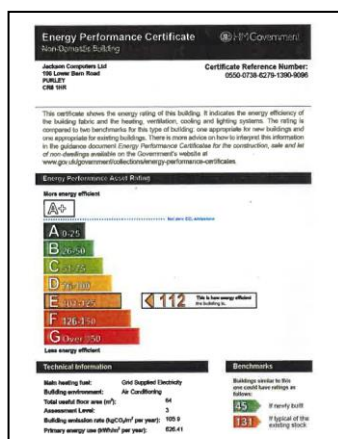 Energy Performance Certificate
HM Government
Non-Domestic Building
Jackson Computers Ltd
196 Lower Barn Road
PURLEY
CR8 1HR
Certificate Reference Number:
0550-0738-6279-1390-9096
This certificate shows the energy rating of this building. It indicates the energy efficiency of
the building fabric and the heating, ventilation, cooling and lighting systems. The rating is
compared to two benchmarks for this type of building: one appropriate for new buildings and
one appropriate for existing buildings. There is more advice on how to interpret this information
in the guidance document Energy Performance Certificates for the construction, sale and let
of non-dwellings available on the Government's website at
www.gov.uk/government/collections/energy-performance-certificates
Energy Performance Asset Rating
More energy efficient
A+
Net zero CO₂ emissions
A 0-25
B 26-50
C 51-75
D 76-100
E 101-125
112
This is how energy efficient
the building is.
F 126-150
G Over 150
Less energy efficient
Technical Information
Main heating fuel: Grid Supplied Electricity
Building environment: Air Conditioning
Total useful floor area (m²): 64
Assessment Level: 3
Building emission rate (kgCO₂/m² per year): 105.9
Primary energy use (kWh/m² per year): 626.41
Benchmarks
Buildings similar to this
one could have ratings as
follows:
45 If newly built
131 If typical of the
existing stock